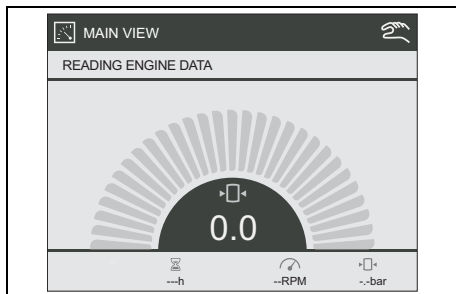 MAIN VIEW
READING ENGINE DATA
0.0
---h
--RPM
-.-bar